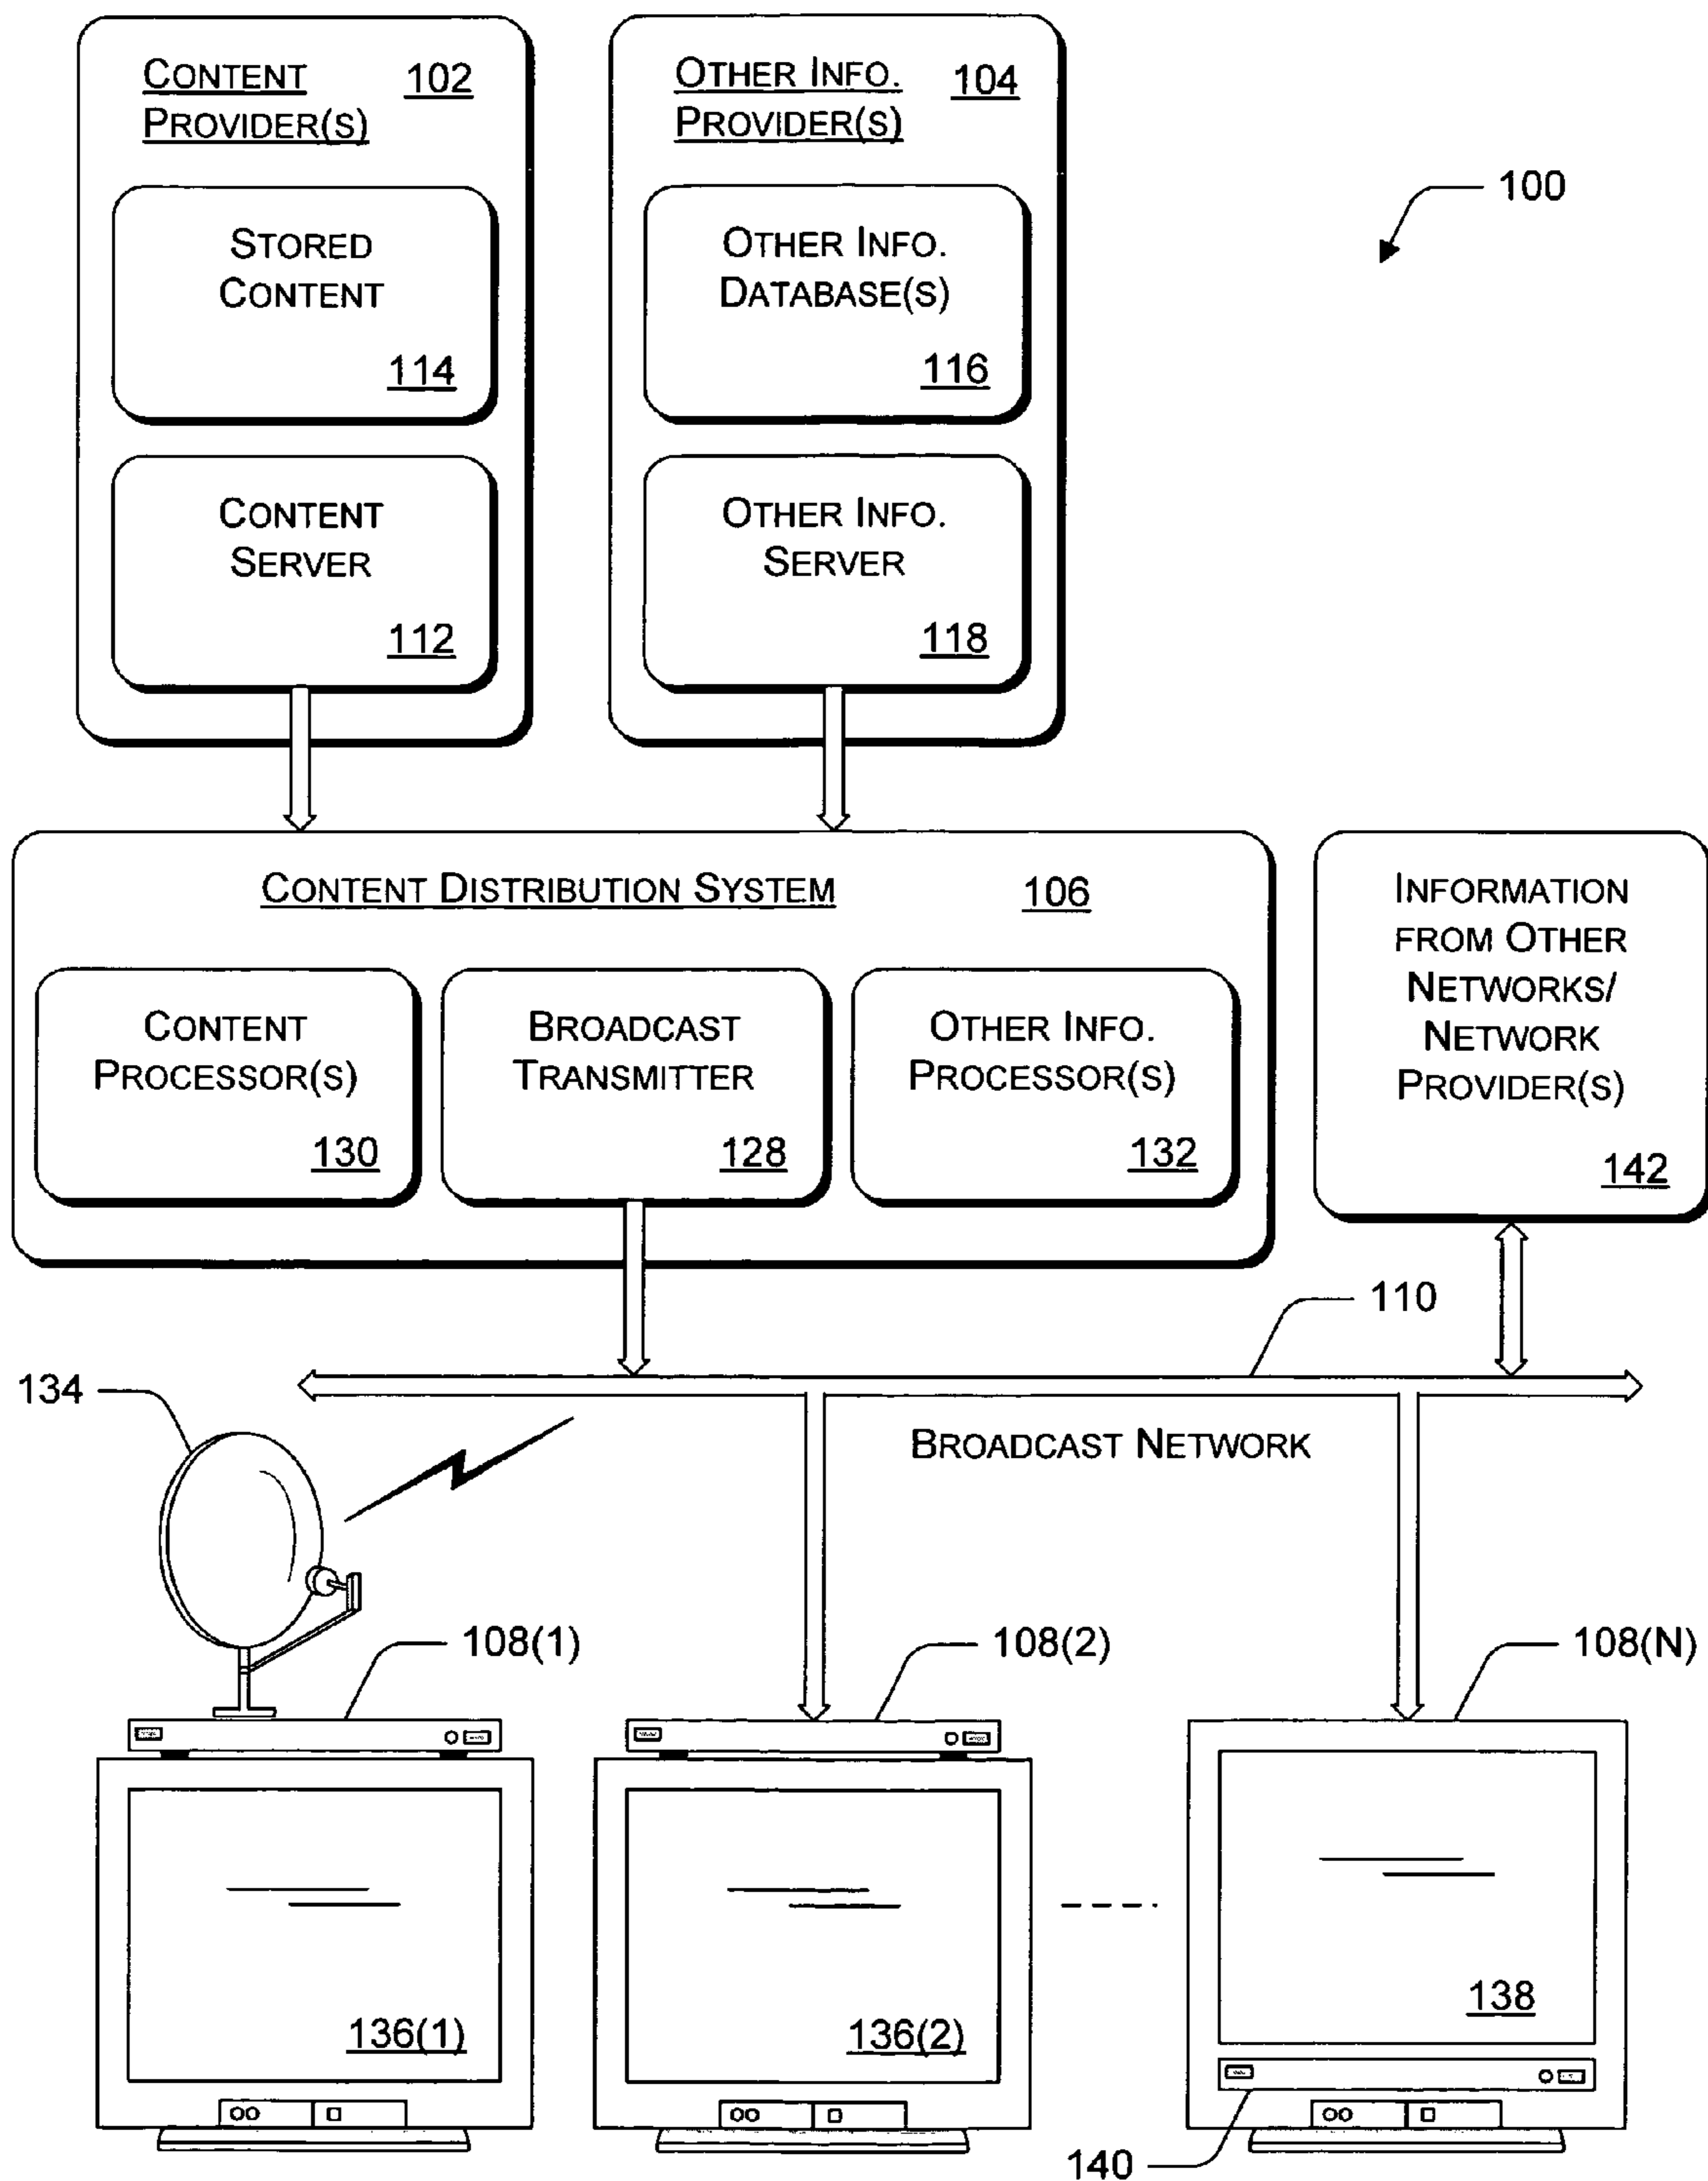 CONTENT PROVIDER(S) 102
STORED CONTENT
114
CONTENT SERVER
112
OTHER INFO. PROVIDER(S) 104
OTHER INFO. DATABASE(S)
116
OTHER INFO. SERVER
118
100
CONTENT DISTRIBUTION SYSTEM 106
CONTENT PROCESSOR(S)
130
BROADCAST TRANSMITTER
128
OTHER INFO. PROCESSOR(S)
132
INFORMATION
FROM OTHER
NETWORKS/
NETWORK
PROVIDER(S)
142
110
134
BROADCAST NETWORK
108(1)
108(2)
108(N)
136(1)
136(2)
138
140